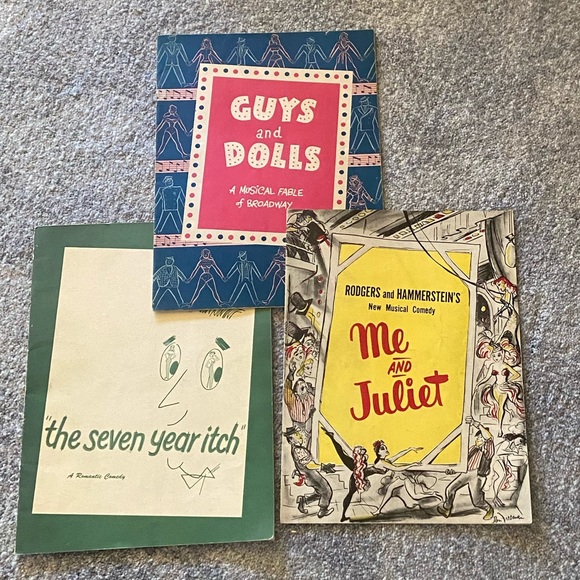 GUYS
and
DOLLS
A MUSICAL FABLE
of BROADWAY
RODGERS and HAMMERSTEIN'S
New Musical Comedy
Me
AND
Juliet
"the seven year itch"
A Romantic Comedy